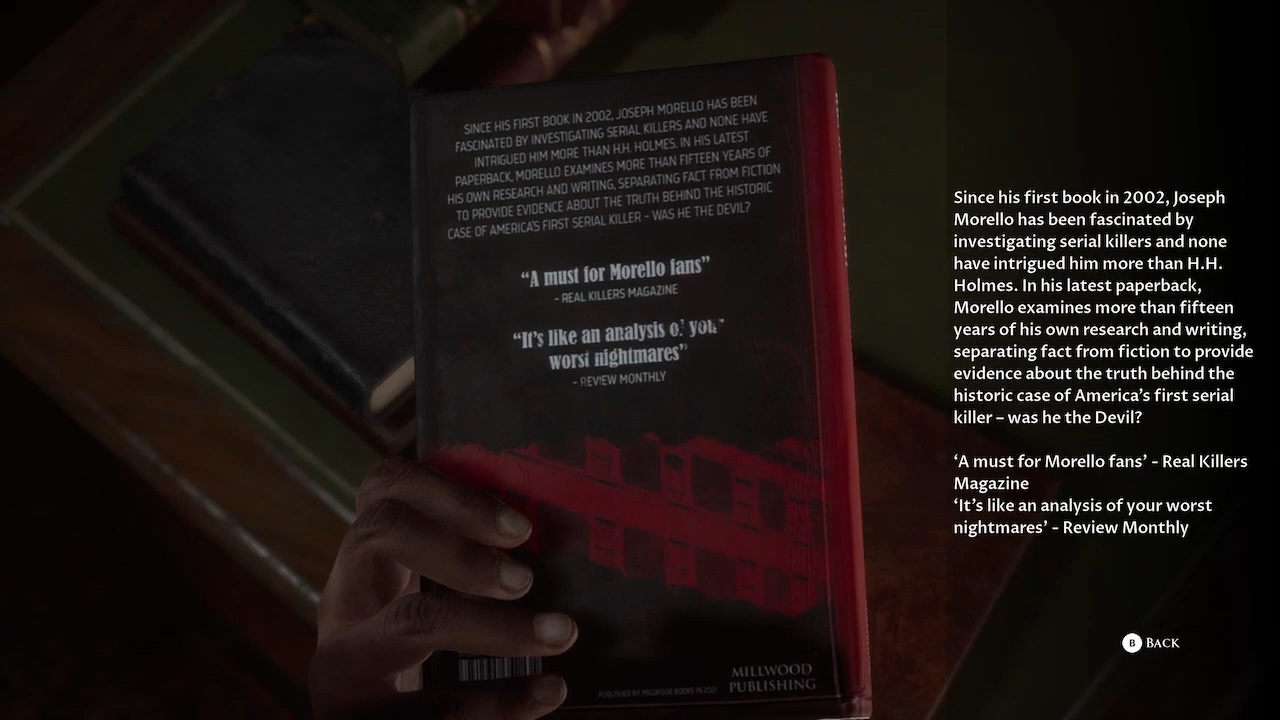 SINCE HIS FIRST BOOK IN 2002, JOSEPH MORELLO HAS BEEN
FASCINATED BY INVESTIGATING SERIAL KILLERS AND NONE HAVE
INTRIGUED HIM MORE THAN H.H. HOLMES. IN HIS LATEST
PAPERBACK, MORELLO EXAMINES MORE THAN FIFTEEN YEARS OF
HIS OWN RESEARCH AND WRITING, SEPARATING FACT FROM FICTION
TO PROVIDE EVIDENCE ABOUT THE TRUTH BEHIND THE HISTORIC
CASE OF AMERICA'S FIRST SERIAL KILLER – WAS HE THE DEVIL?
“A must for Morello fans”
- REAL KILLERS MAGAZINE
“It's like an analysis of your
worst nightmares”
- REVIEW MONTHLY
PUBLISHED BY MILLWOOD BOOKS IN 2021
MILLWOOD
PUBLISHING
Since his first book in 2002, Joseph
Morello has been fascinated by
investigating serial killers and none
have intrigued him more than H.H.
Holmes. In his latest paperback,
Morello examines more than fifteen
years of his own research and writing,
separating fact from fiction to provide
evidence about the truth behind the
historic case of America's first serial
killer – was he the Devil?
‘A must for Morello fans’ - Real Killers
Magazine
‘It's like an analysis of your worst
nightmares’ - Review Monthly
B BACK